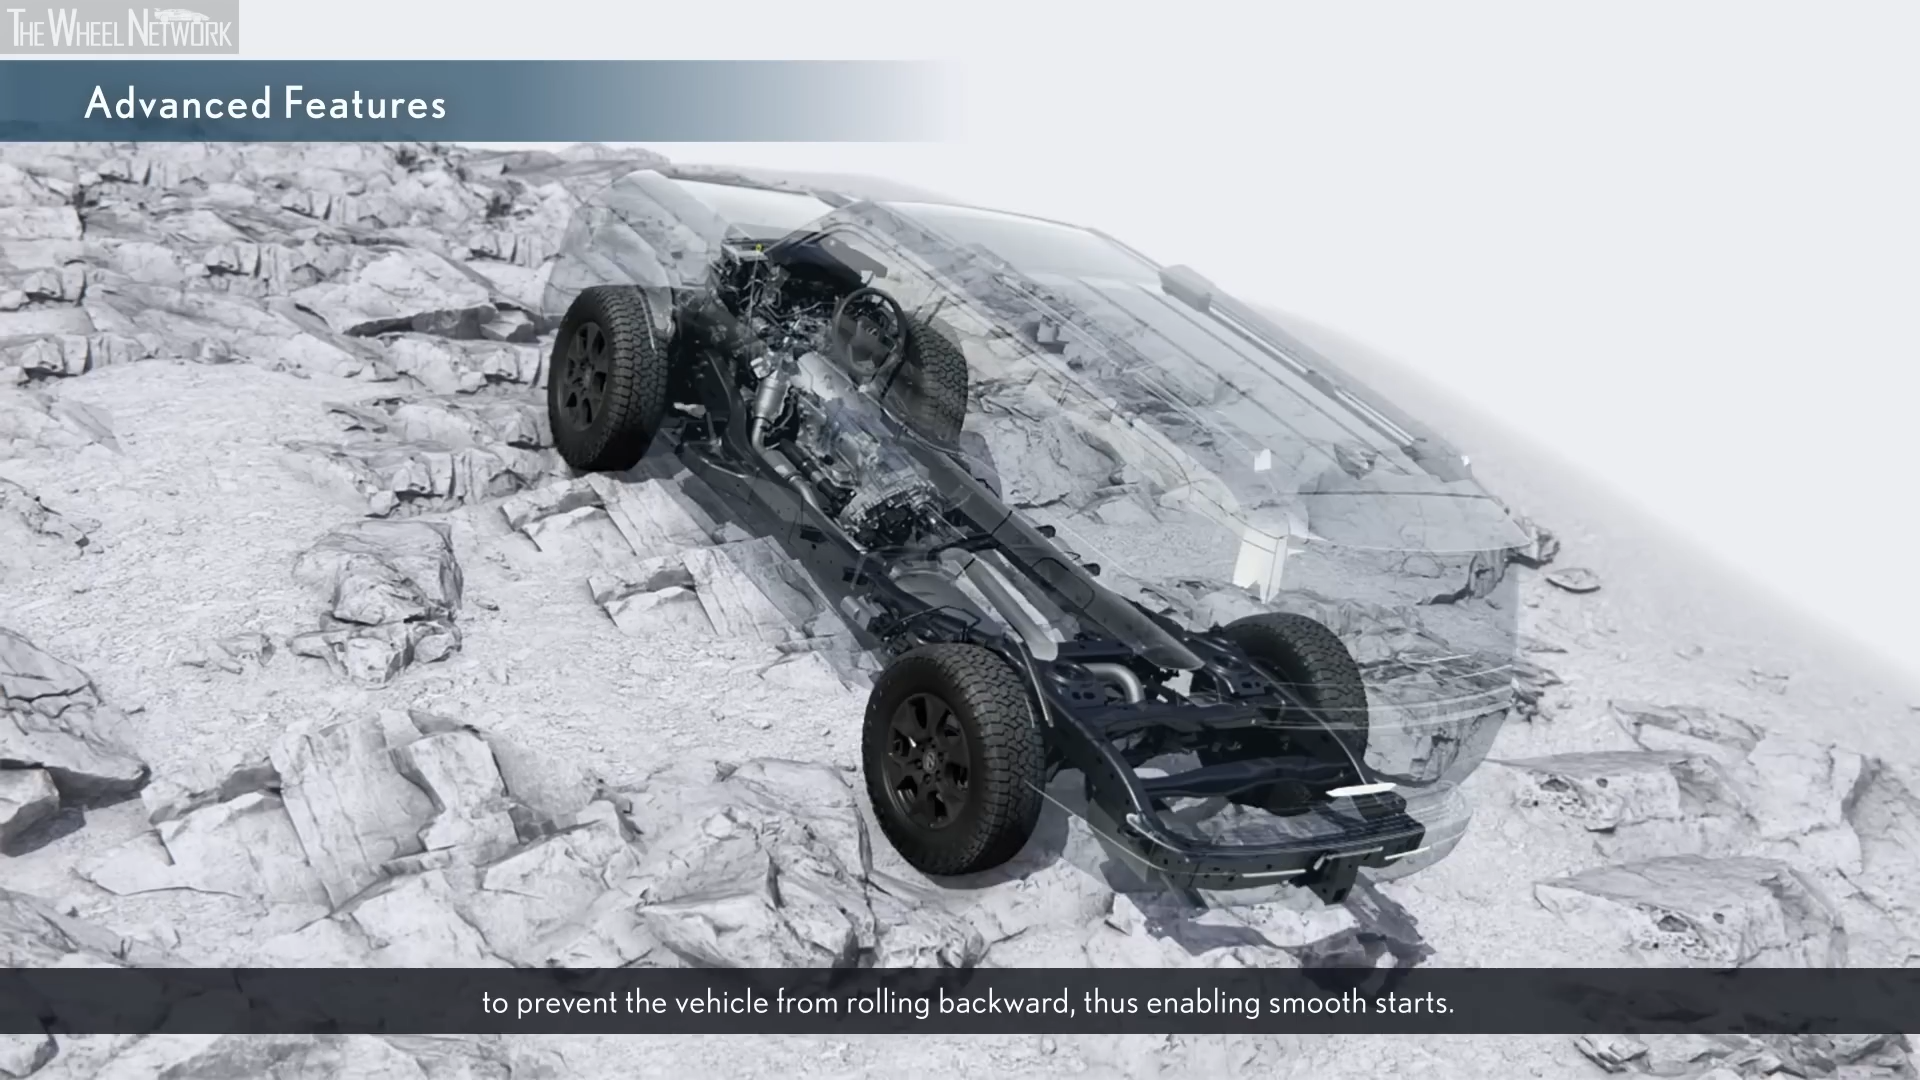 THE WHEEL NETWORK
Advanced Features
to prevent the vehicle from rolling backward, thus enabling smooth starts.